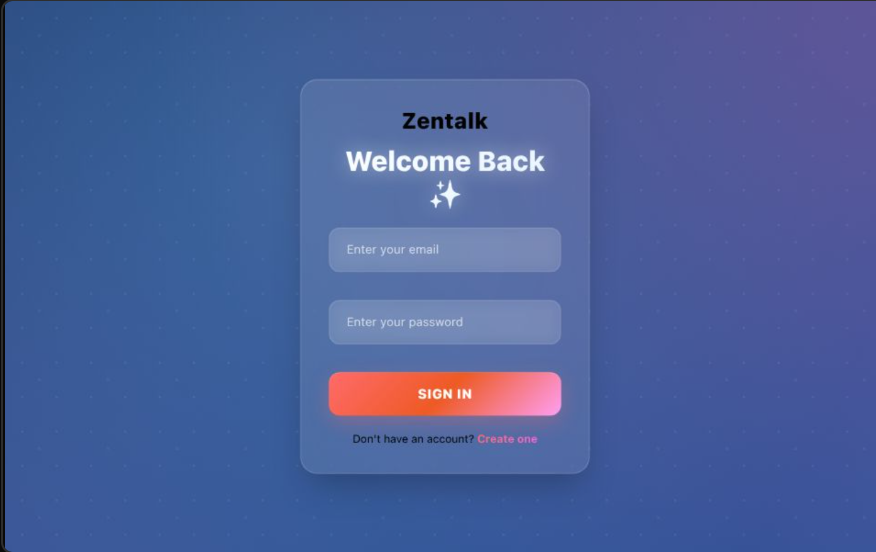 Zentalk
Welcome Back
✨
Enter your email
Enter your password
SIGN IN
Don't have an account? Create one